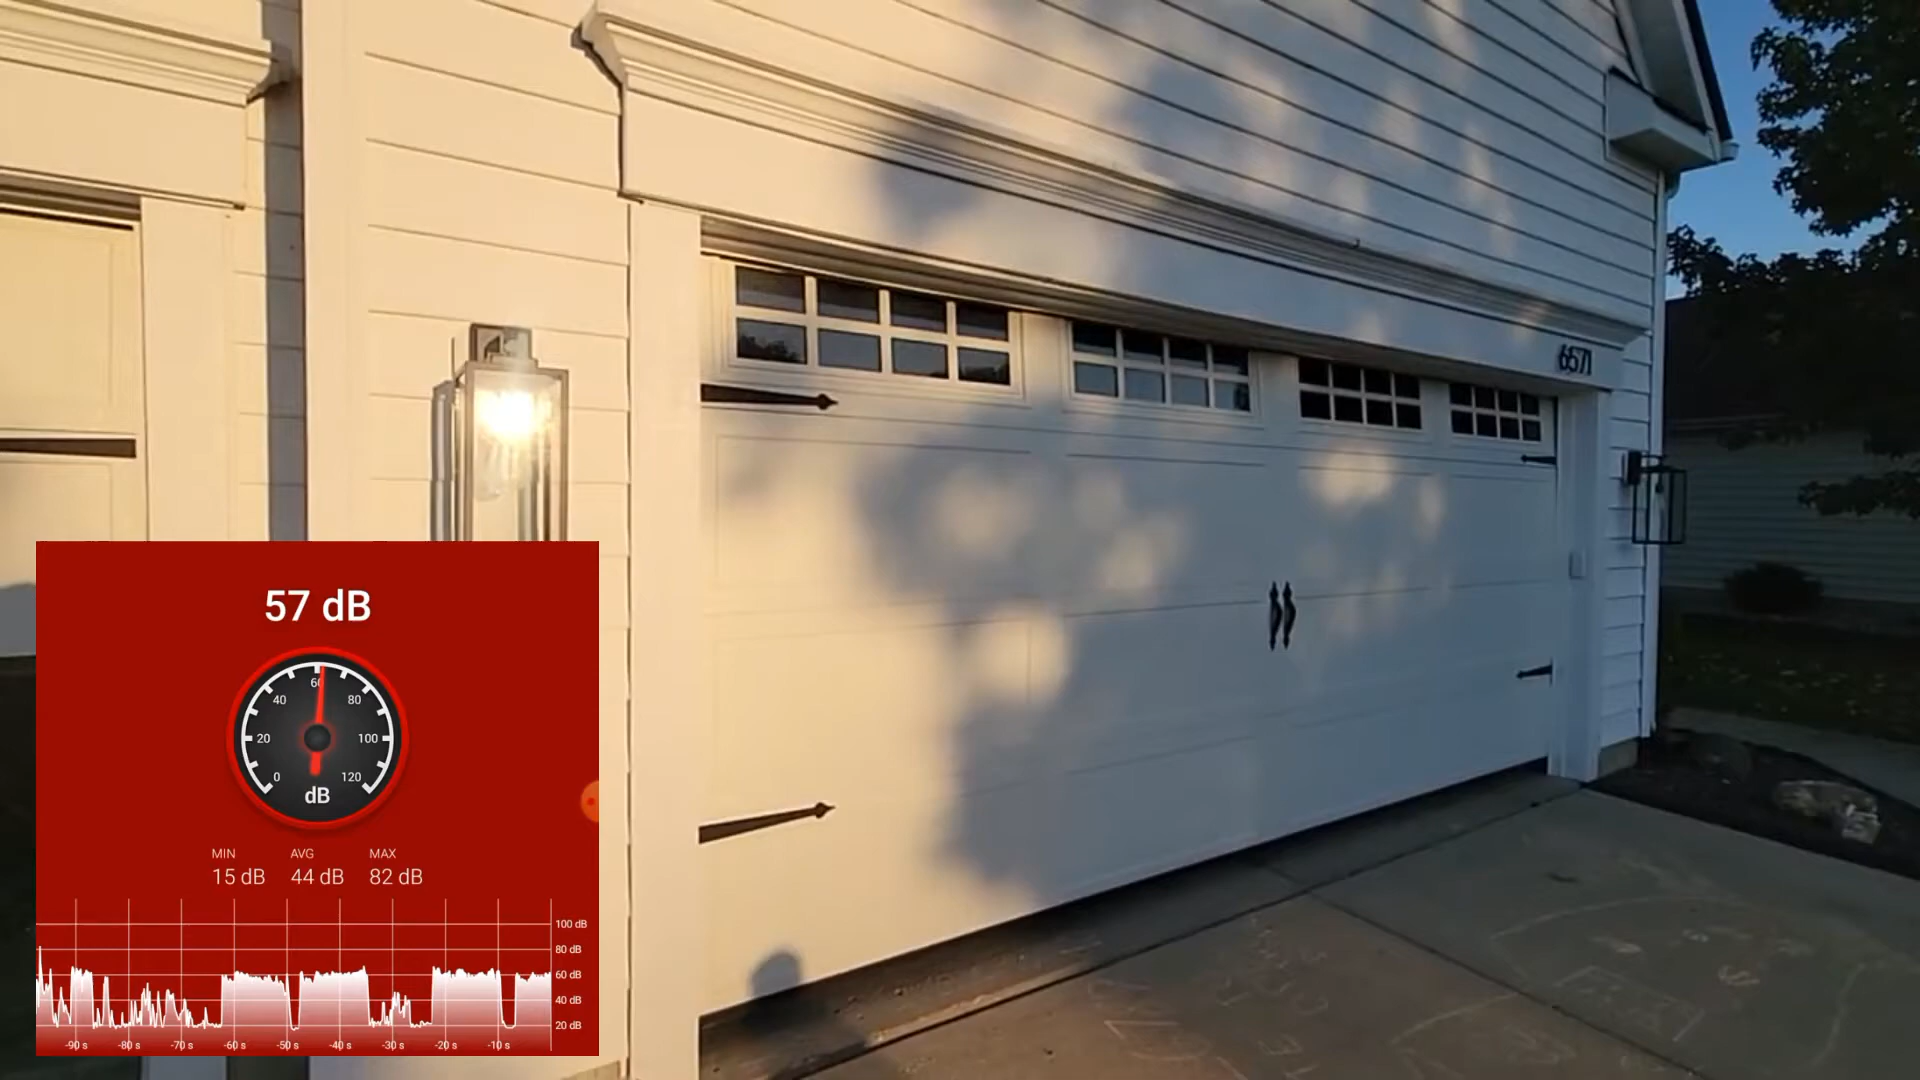 6571
57 dB
60
40
80
20
100
0
120
dB
MIN
AVG
MAX
15 dB
44 dB
82 dB
100 dB
80 dB
60 dB
40 dB
20 dB
-90 s
-80 s
-70 s
-60 s
-50 s
-40 s
-30 s
-20 s
-10 s